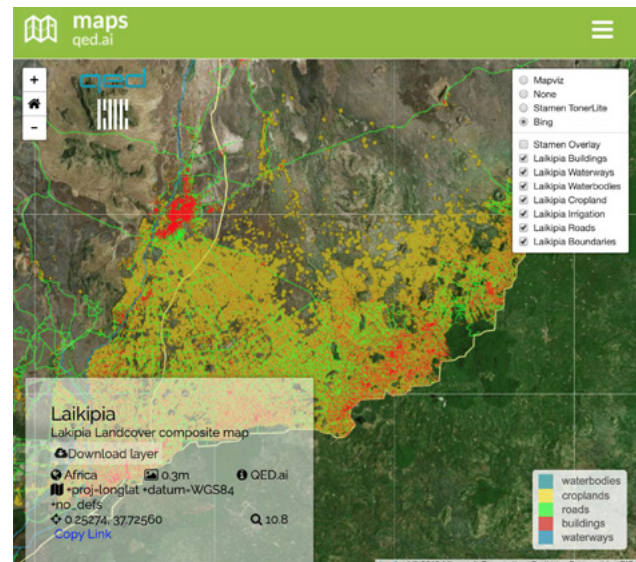 maps
qed.ai
+
-
qed
Mapviz
None
Stamen TonerLite
Bing
Stamen Overlay
Laikipia Buildings
Laikipia Waterways
Laikipia Waterbodies
Laikipia Cropland
Laikipia Irrigation
Laikipia Roads
Laikipia Boundaries
Laikipia
Lakipia Landcover composite map
Download layer
Africa 0.3m QED.ai
+proj=longlat +datum=WGS84
+no_defs
0.25274, 37.72560 10.8
Copy Link
waterbodies
croplands
roads
buildings
waterways